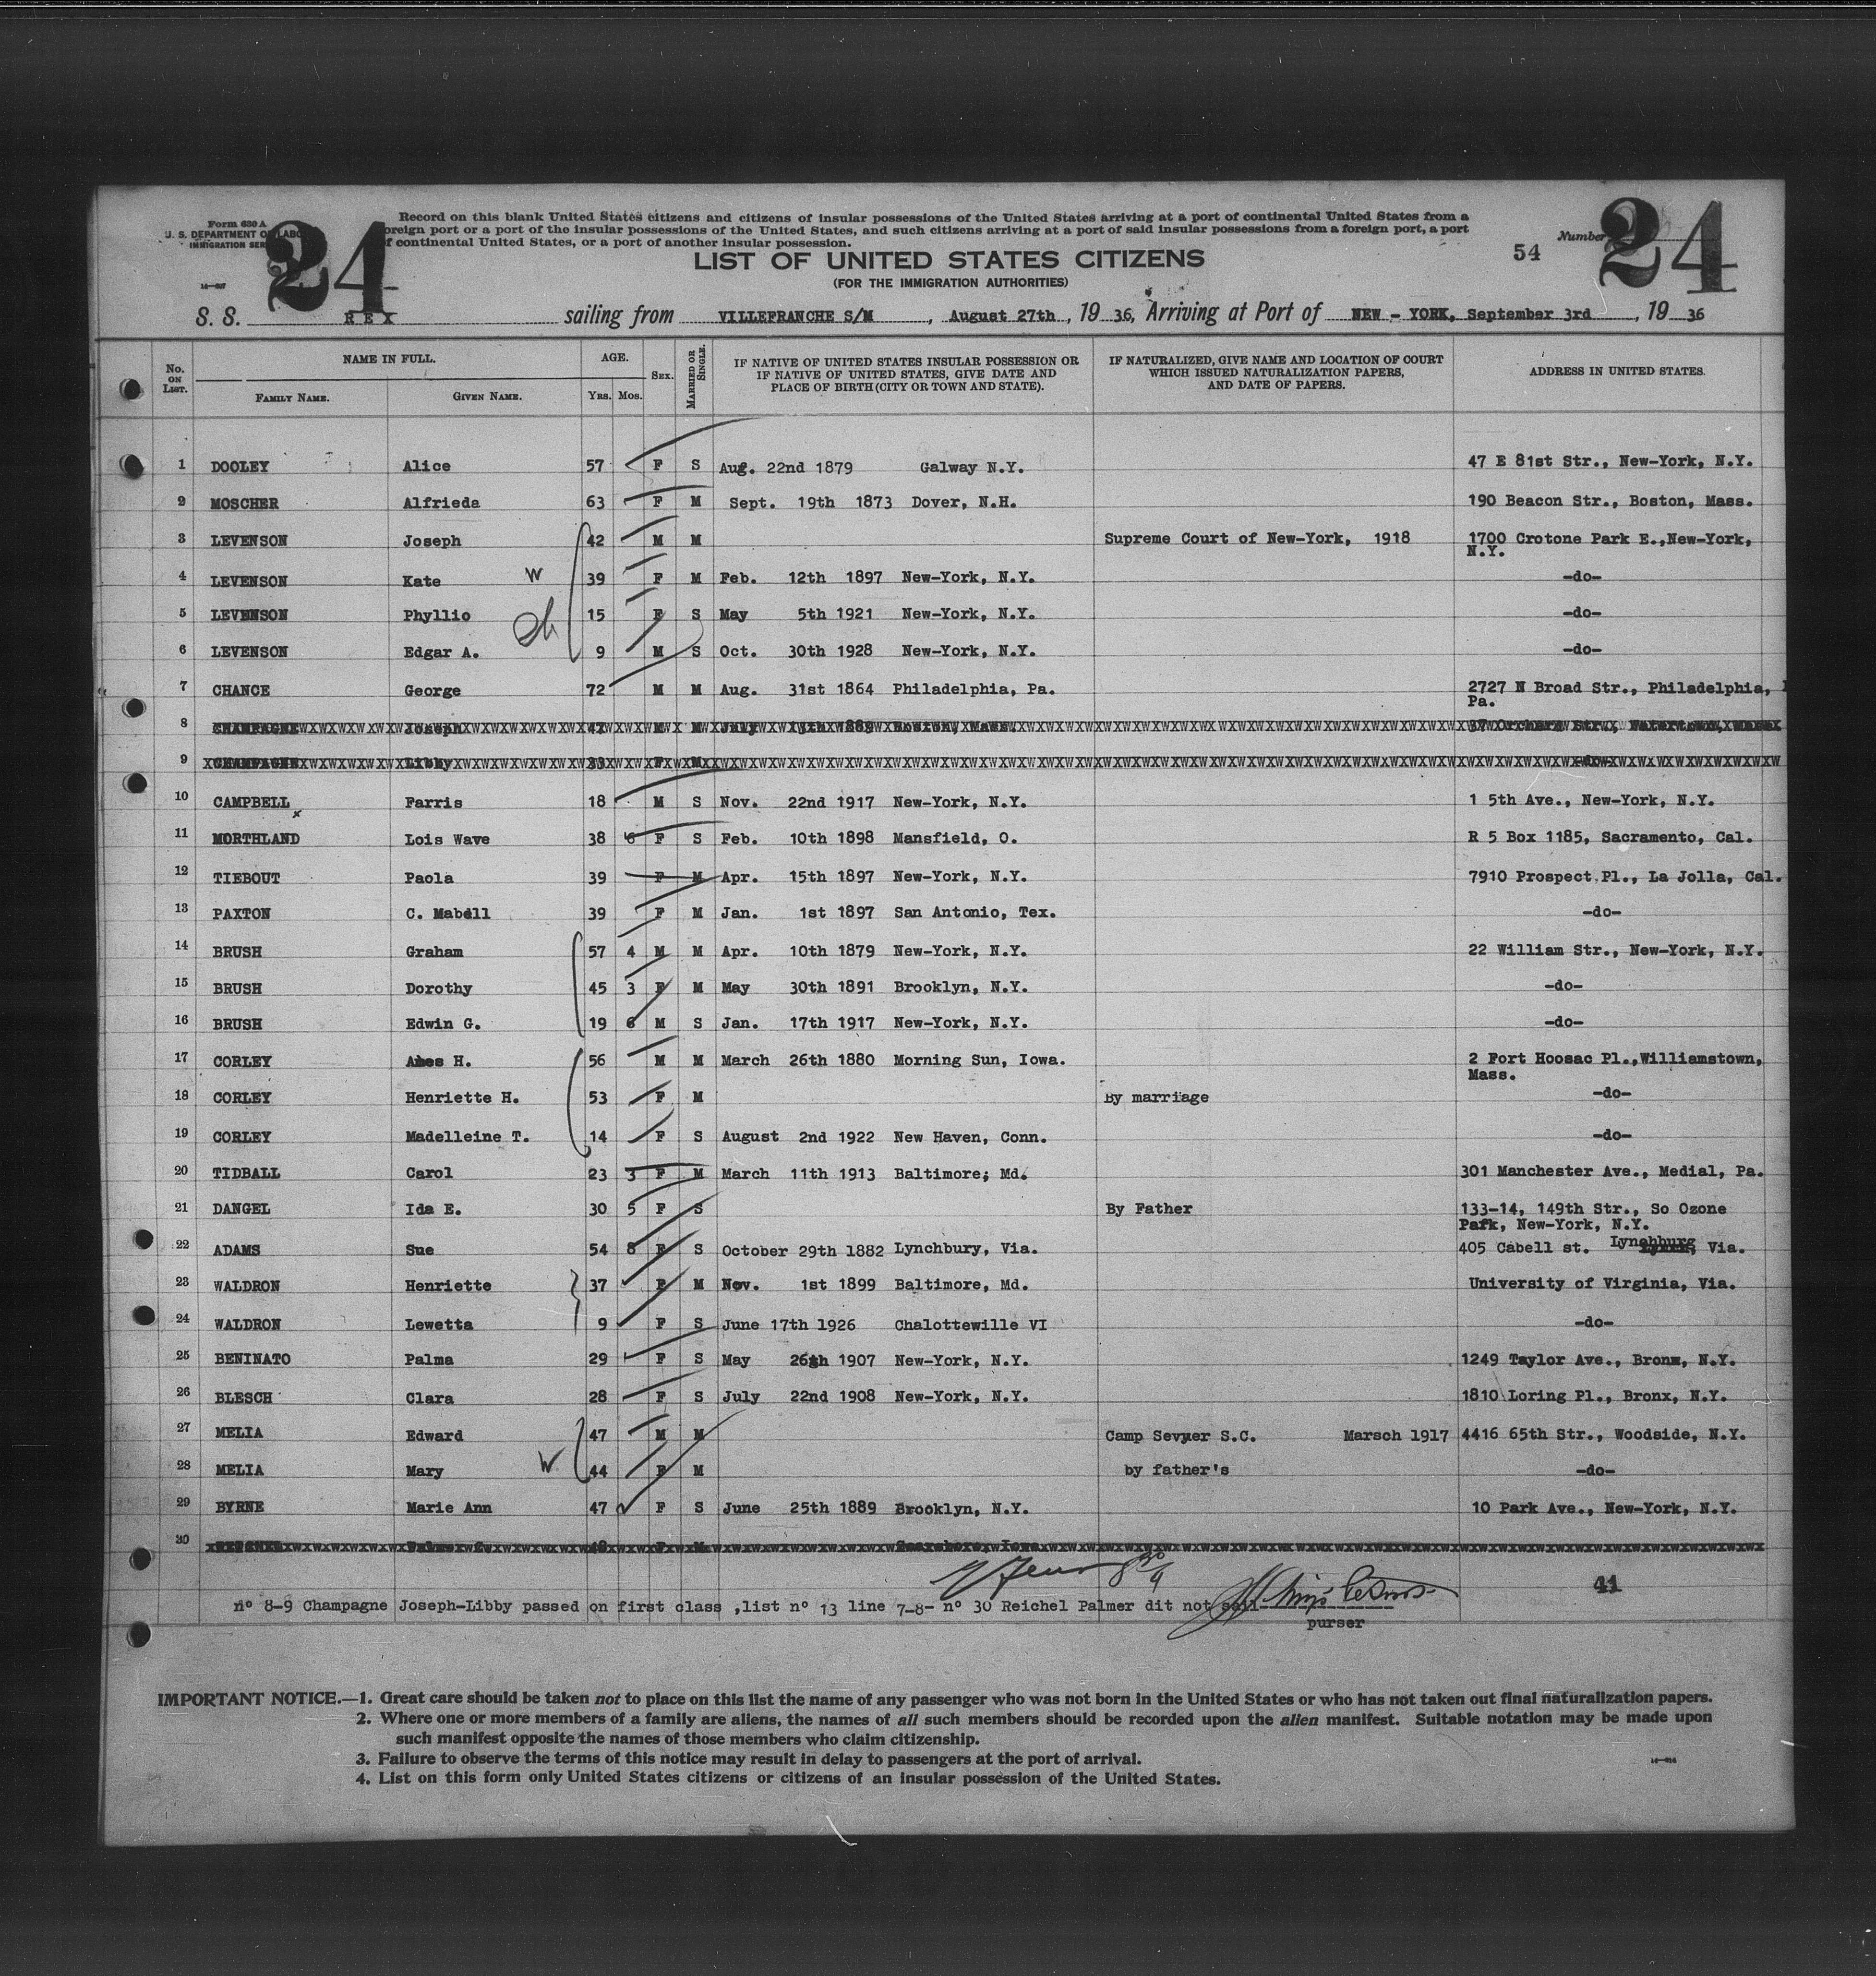 Form 630 A
U. S. DEPARTMENT OF LABO
IMMIGRATION SER
24
Record on this blank United States citizens and citizens of insular possessions of the United States arriving at a port of continental United States from a
oreign port or a port of the insular possessions of the United States, and such citizens arriving at a port of said insular possessions from a foreign port, a port
f continental United States, or a port of another insular possession.
54
Number
24
LIST OF UNITED STATES CITIZENS
(FOR THE IMMIGRATION AUTHORITIES)
S. S. REX sailing from VILLEFRANCHE S/M, August 27th, 19 36, Arriving at Port of NEW - YORK, September 3rd, 19 36
No. ON LIST. NAME IN FULL. AGE. SEX. MARRIED OR SINGLE. IF NATIVE OF UNITED STATES INSULAR POSSESSION OR IF NATIVE OF UNITED STATES, GIVE DATE AND PLACE OF BIRTH (CITY OR TOWN AND STATE). IF NATURALIZED, GIVE NAME AND LOCATION OF COURT WHICH ISSUED NATURALIZATION PAPERS, AND DATE OF PAPERS. ADDRESS IN UNITED STATES.
FAMILY NAME. GIVEN NAME. YRS. MOS.
1 DOOLEY Alice 57 F S Aug. 22nd 1879 Galway N.Y. 47 E 81st Str., New-York, N.Y.
2 MOSCHER Alfrieda 63 F M Sept. 19th 1873 Dover, N.H. 190 Beacon Str., Boston, Mass.
3 LEVENSON Joseph 42 M M Supreme Court of New-York, 1918 1700 Crotone Park E.,New-York,
N.Y.
4 LEVENSON Kate W 39 F M Feb. 12th 1897 New-York, N.Y. -do-
5 LEVENSON Phyllio 15 F S May 5th 1921 New-York, N.Y. -do-
ch
6 LEVENSON Edgar A. 9 M S Oct. 30th 1928 New-York, N.Y. -do-
7 CHANCE George 72 M M Aug. 31st 1864 Philadelphia, Pa. 2727 N Broad Str., Philadelphia,
Pa.
8 CHAMPAGNE Joseph 47 M M July 13th 1889 Boston, Mass. 37 Orchard Str., Watertown, Mass.
9 CHAMPAGNE Libby 33 F M -do-
10 CAMPBELL Farris 18 M S Nov. 22nd 1917 New-York, N.Y. 1 5th Ave., New-York, N.Y.
x
11 MORTHLAND Lois Wave 38 6 F S Feb. 10th 1898 Mansfield, O. R 5 Box 1185, Sacramento, Cal.
12 TIEBOUT Paola 39 F M Apr. 15th 1897 New-York, N.Y. 7910 Prospect Pl., La Jolla, Cal.
13 PAXTON C. Mabell 39 F M Jan. 1st 1897 San Antonio, Tex. -do-
14 BRUSH Graham 57 4 M M Apr. 10th 1879 New-York, N.Y. 22 William Str., New-York, N.Y.
15 BRUSH Dorothy 45 3 F M May 30th 1891 Brooklyn, N.Y. -do-
16 BRUSH Edwin G. 19 6 M S Jan. 17th 1917 New-York, N.Y. -do-
17 CORLEY Ames H. 56 M M March 26th 1880 Morning Sun, Iowa. 2 Fort Hoosac Pl.,Williamstown,
Mass.
18 CORLEY Henriette H. 53 F M By marriage -do-
19 CORLEY Madelleine T. 14 F S August 2nd 1922 New Haven, Conn. -do-
20 TIDBALL Carol 23 3 F M March 11th 1913 Baltimore; Md. 301 Manchester Ave., Medial, Pa.
21 DANGEL Ida E. 30 5 F S By Father 133-14, 149th Str., So Ozone
Park, New-York, N.Y.
22 ADAMS Sue 54 8 F S October 29th 1882 Lynchbury, Via. 405 Cabell st. Lynchburg Via.
23 WALDRON Henriette 37 F M Nov. 1st 1899 Baltimore, Md. University of Virginia, Via.
24 WALDRON Lewetta 9 F S June 17th 1926 Chalottewille VI -do-
25 BENINATO Palma 29 F S May 26th 1907 New-York, N.Y. 1249 Taylor Ave., Bronx, N.Y.
26 BLESCH Clara 28 F S July 22nd 1908 New-York, N.Y. 1810 Loring Pl., Bronx, N.Y.
27 MELIA Edward 47 M M Camp Sevyer S.C. Marsch 1917 4416 65th Str., Woodside, N.Y.
28 MELIA Mary W 44 F M by father's -do-
29 BYRNE Marie Ann 47 F S June 25th 1889 Brooklyn, N.Y. 10 Park Ave., New-York, N.Y.
30
41
nº 8-9 Champagne Joseph-Libby passed on first class ,list nº 13 line 7-8- nº 30 Reichel Palmer dit not sail
purser
IMPORTANT NOTICE.—1. Great care should be taken not to place on this list the name of any passenger who was not born in the United States or who has not taken out final naturalization papers.
2. Where one or more members of a family are aliens, the names of all such members should be recorded upon the alien manifest. Suitable notation may be made upon
such manifest opposite the names of those members who claim citizenship.
3. Failure to observe the terms of this notice may result in delay to passengers at the port of arrival.
4. List on this form only United States citizens or citizens of an insular possession of the United States.